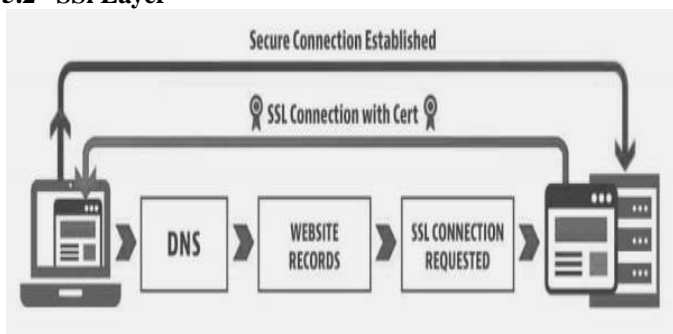 Secure Connection Established
SSL Connection with Cert
DNS
WEBSITE
RECORDS
SSL CONNECTION
REQUESTED